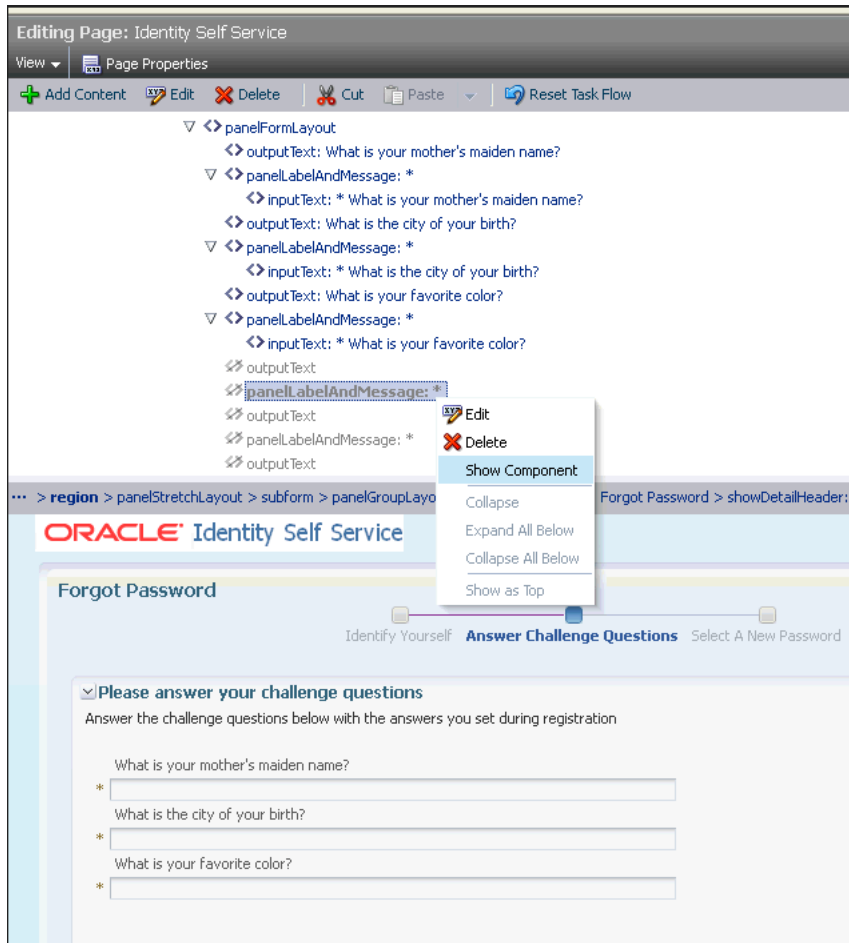 Editing Page: Identity Self Service
View Page Properties
Add Content Edit Delete Cut Paste Reset Task Flow
panelFormLayout
outputText: What is your mother's maiden name?
panelLabelAndMessage: *
inputText: * What is your mother's maiden name?
outputText: What is the city of your birth?
panelLabelAndMessage: *
inputText: * What is the city of your birth?
outputText: What is your favorite color?
panelLabelAndMessage: *
inputText: * What is your favorite color?
outputText
panelLabelAndMessage: *
outputText
panelLabelAndMessage: *
outputText
Edit
Delete
Show Component
Collapse
Expand All Below
Collapse All Below
Show as Top
... > region > panelStretchLayout > subform > panelGroupLayo Forgot Password > showDetailHeader:
ORACLE Identity Self Service
Forgot Password
Identify Yourself Answer Challenge Questions Select A New Password
Please answer your challenge questions
Answer the challenge questions below with the answers you set during registration
What is your mother's maiden name?
*
What is the city of your birth?
*
What is your favorite color?
*